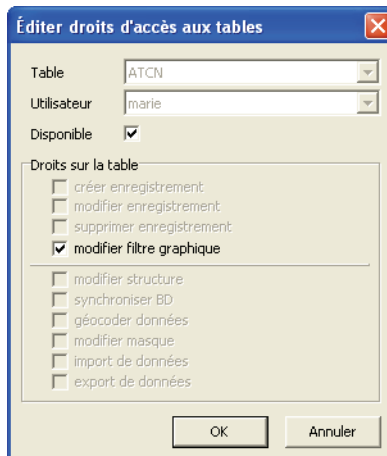 Éditer droits d'accès aux tables
Table ATCN
Utilisateur marie
Disponible
Droits sur la table
créer enregistrement
modifier enregistrement
supprimer enregistrement
modifier filtre graphique
modifier structure
synchroniser BD
géocoder données
modifier masque
import de données
export de données
OK Annuler